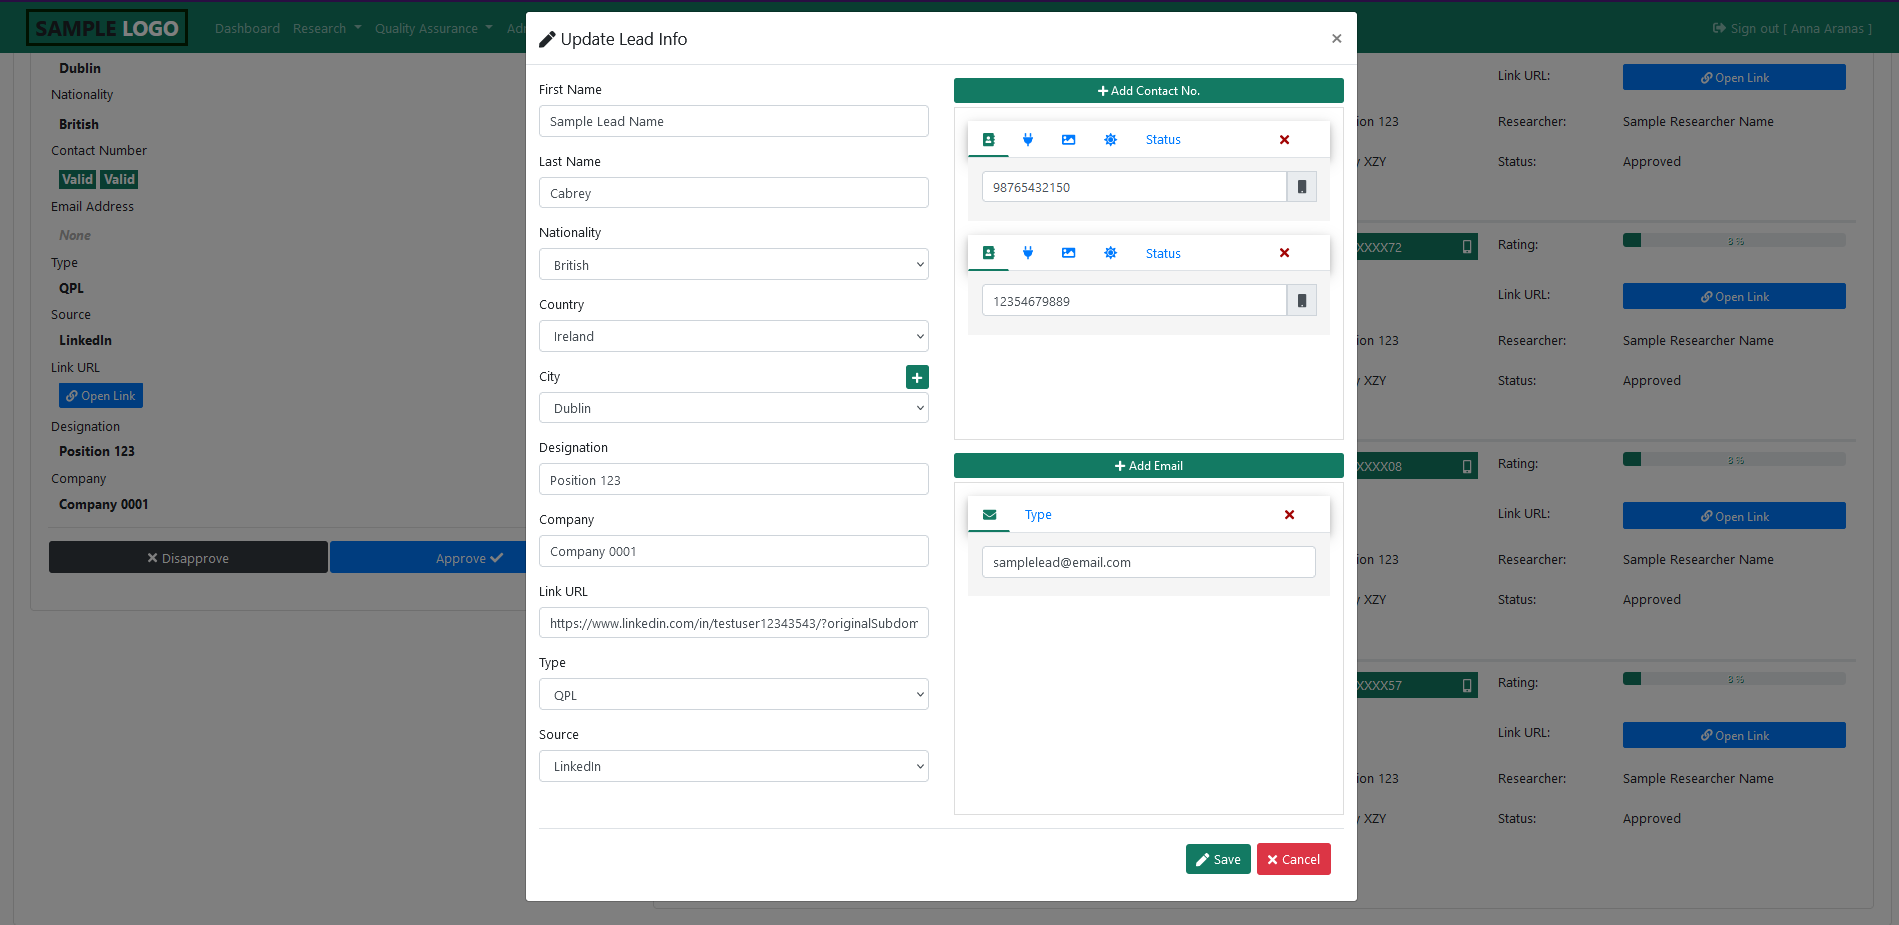 SAMPLE LOGO
Dashboard
Research
Quality Assurance
Sign out [ Anna Aranas ]
Dublin
Nationality
British
Contact Number
Valid Valid
Email Address
None
Type
QPL
Source
LinkedIn
Link URL
Open Link
Designation
Position 123
Company
Company 0001
Disapprove
Approve
Update Lead Info
×
First Name
Sample Lead Name
Last Name
Cabrey
Nationality
British
Country
Ireland
City
Dublin
Designation
Position 123
Company
Company 0001
Link URL
https://www.linkedin.com/in/testuser12343543/?originalSubdom
Type
QPL
Source
LinkedIn
Add Contact No.
Status
98765432150
Status
12354679889
Add Email
Type
samplelead@email.com
Save
Cancel
Link URL:
Open Link
ion 123
Researcher:
Sample Researcher Name
XZY
Status:
Approved
XXXX72
Rating:
8 %
Link URL:
Open Link
ion 123
Researcher:
Sample Researcher Name
XZY
Status:
Approved
XXXX08
Rating:
8 %
Link URL:
Open Link
ion 123
Researcher:
Sample Researcher Name
XZY
Status:
Approved
XXXX57
Rating:
8 %
Link URL:
Open Link
ion 123
Researcher:
Sample Researcher Name
XZY
Status:
Approved